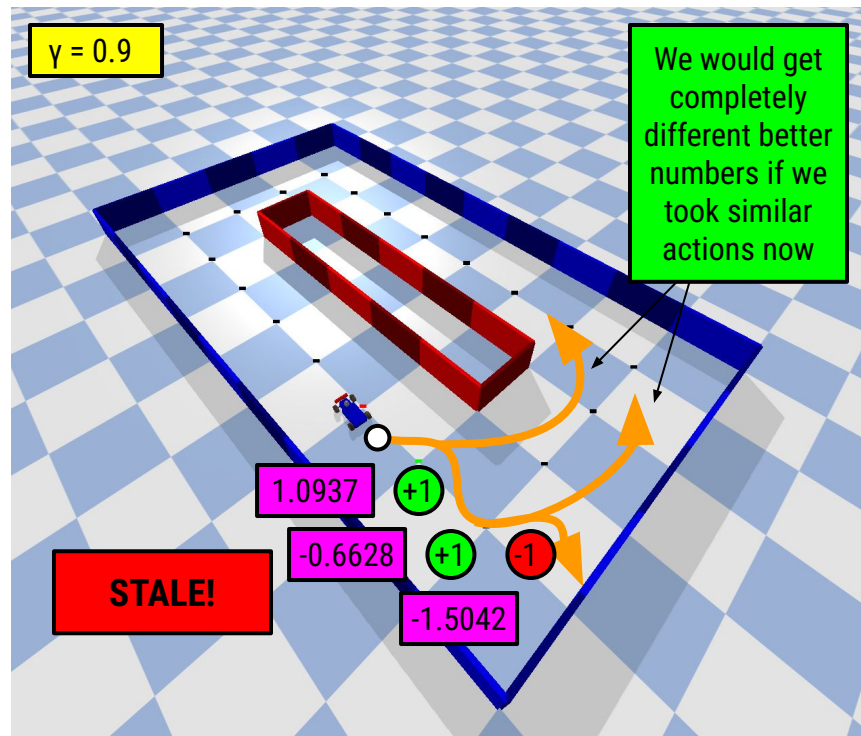 γ = 0.9
We would get
completely
different better
numbers if we
took similar
actions now
1.0937
+1
-0.6628
+1
-1
STALE!
-1.5042